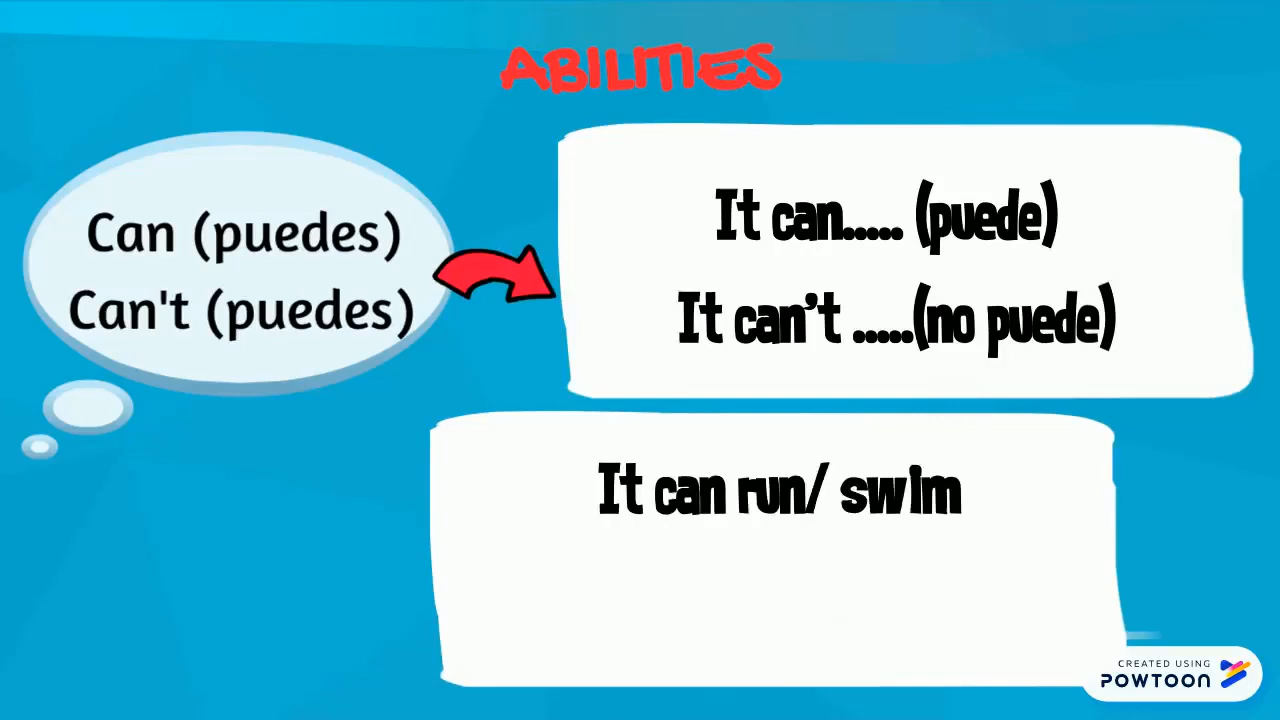 ABILITIES
Can (puedes)
Can't (puedes)
It can..... (puede)
It can't .....(no puede)
It can run/ swim
CREATED USING
POWTOON